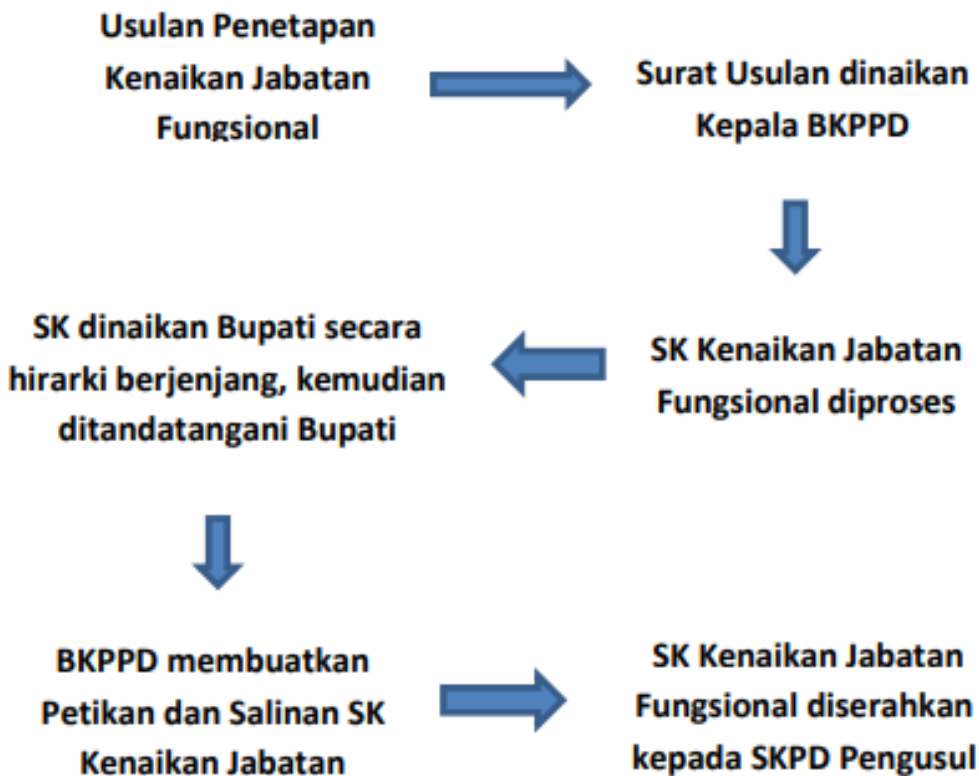 Usulan Penetapan
Kenaikan Jabatan
Fungsional
Surat Usulan dinaikan
Kepala BKPPD
SK Kenaikan Jabatan
Fungsional diproses
SK dinaikan Bupati secara
hirarki berjenjang, kemudian
ditandatangani Bupati
BKPPD membuatkan
Petikan dan Salinan SK
Kenaikan Jabatan
SK Kenaikan Jabatan
Fungsional diserahkan
kepada SKPD Pengusul